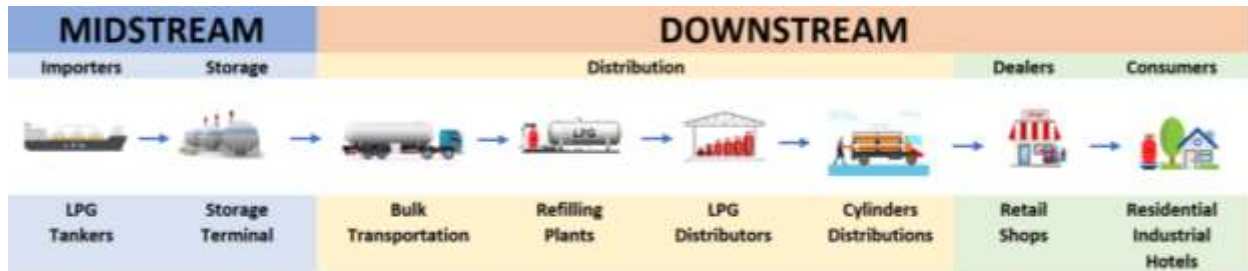 MIDSTREAM DOWNSTREAM
Importers Storage Distribution Dealers Consumers
LPG
LPG Storage Bulk Refilling LPG Cylinders Retail Residential
Tankers Terminal Transportation Plants Distributors Distributions Shops Industrial
Hotels